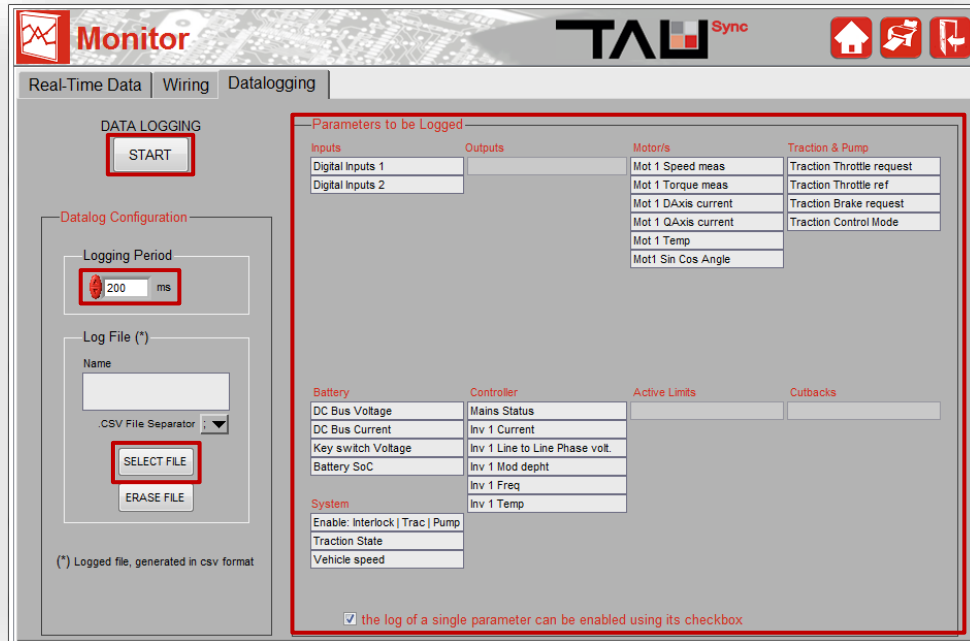 Monitor
TAU Sync
Real-Time Data
Wiring
Datalogging
DATA LOGGING
START
Datalog Configuration
Logging Period
200 ms
Log File (*)
Name
.CSV File Separator ;
SELECT FILE
ERASE FILE
(*) Logged file, generated in csv format
Parameters to be Logged
Inputs
Digital Inputs 1
Digital Inputs 2
Outputs
Motor/s
Mot 1 Speed meas
Mot 1 Torque meas
Mot 1 DAxis current
Mot 1 QAxis current
Mot 1 Temp
Mot1 Sin Cos Angle
Traction & Pump
Traction Throttle request
Traction Throttle ref
Traction Brake request
Traction Control Mode
Battery
DC Bus Voltage
DC Bus Current
Key switch Voltage
Battery SoC
System
Enable: Interlock | Trac | Pump
Traction State
Vehicle speed
Controller
Mains Status
Inv 1 Current
Inv 1 Line to Line Phase volt.
Inv 1 Mod depht
Inv 1 Freq
Inv 1 Temp
Active Limits
Cutbacks
the log of a single parameter can be enabled using its checkbox